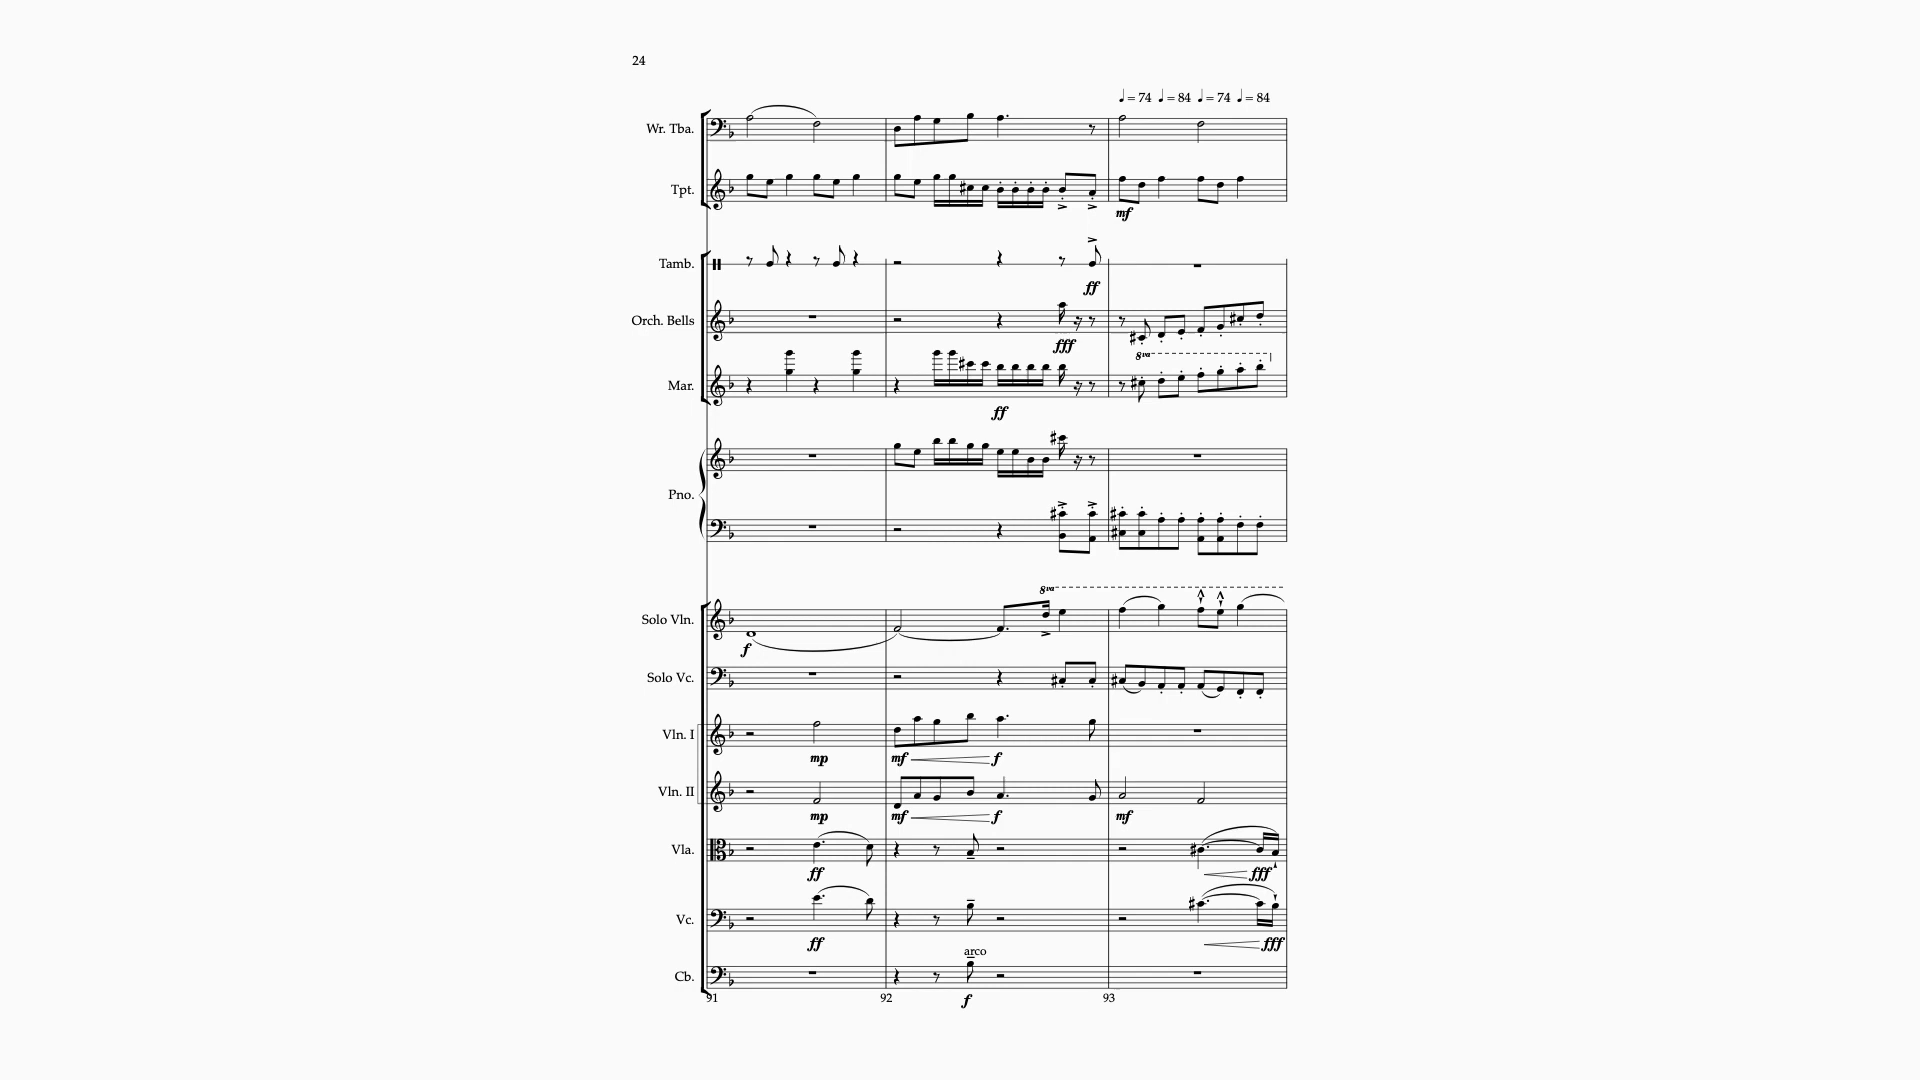 24
♩ = 74 ♩ = 84 ♩ = 74 ♩ = 84
Wr. Tba.
Tpt.
mf
Tamb.
ff
Orch. Bells
fff
8va
Mar.
ff
Pno.
8va
Solo Vln.
f
Solo Vc.
Vln. I
mp mf f
Vln. II
mp mf f mf
Vla.
ff fff
Vc.
ff fff
arco
Cb.
91 92 f 93